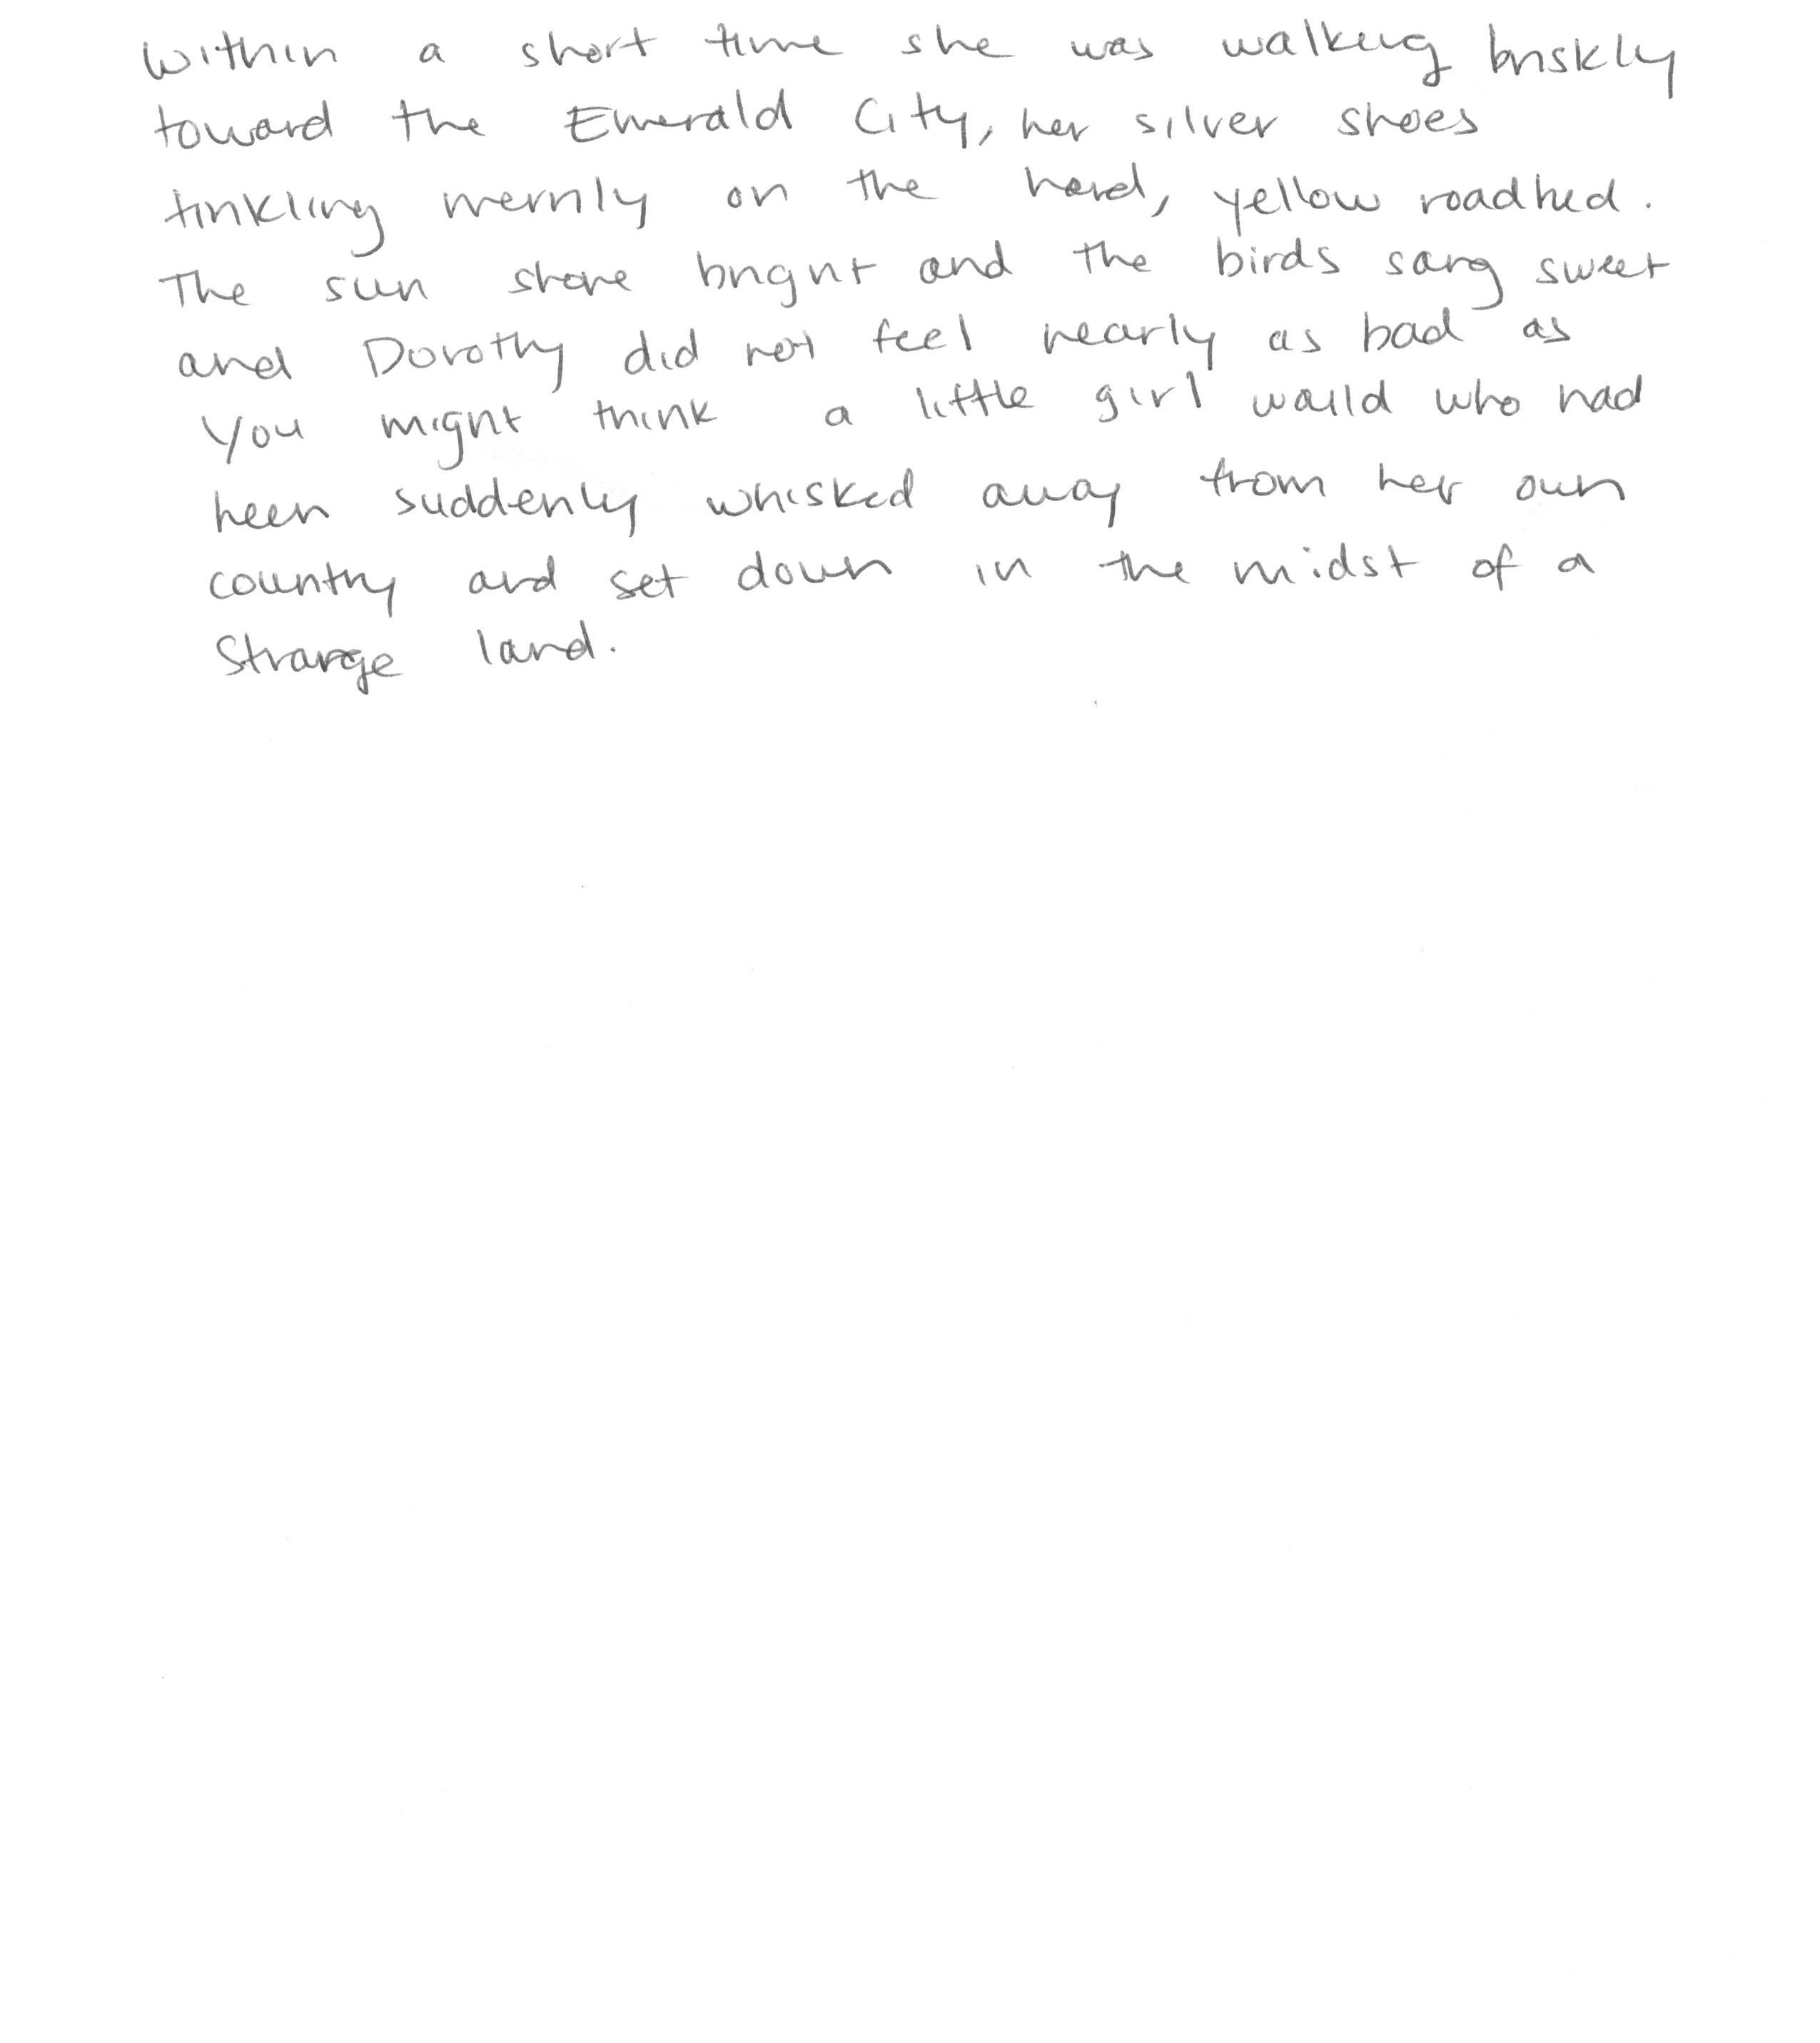 Within a short time she was walking briskly
toward the Emerald City, her silver shoes
tinkling merrily on the hard, yellow roadbed.
The sun shone bright and the birds sang sweet
and Dorothy did not feel nearly as bad as
you might think a little girl would who had
been suddenly whisked away from her own
country and set down in the midst of a
strange land.